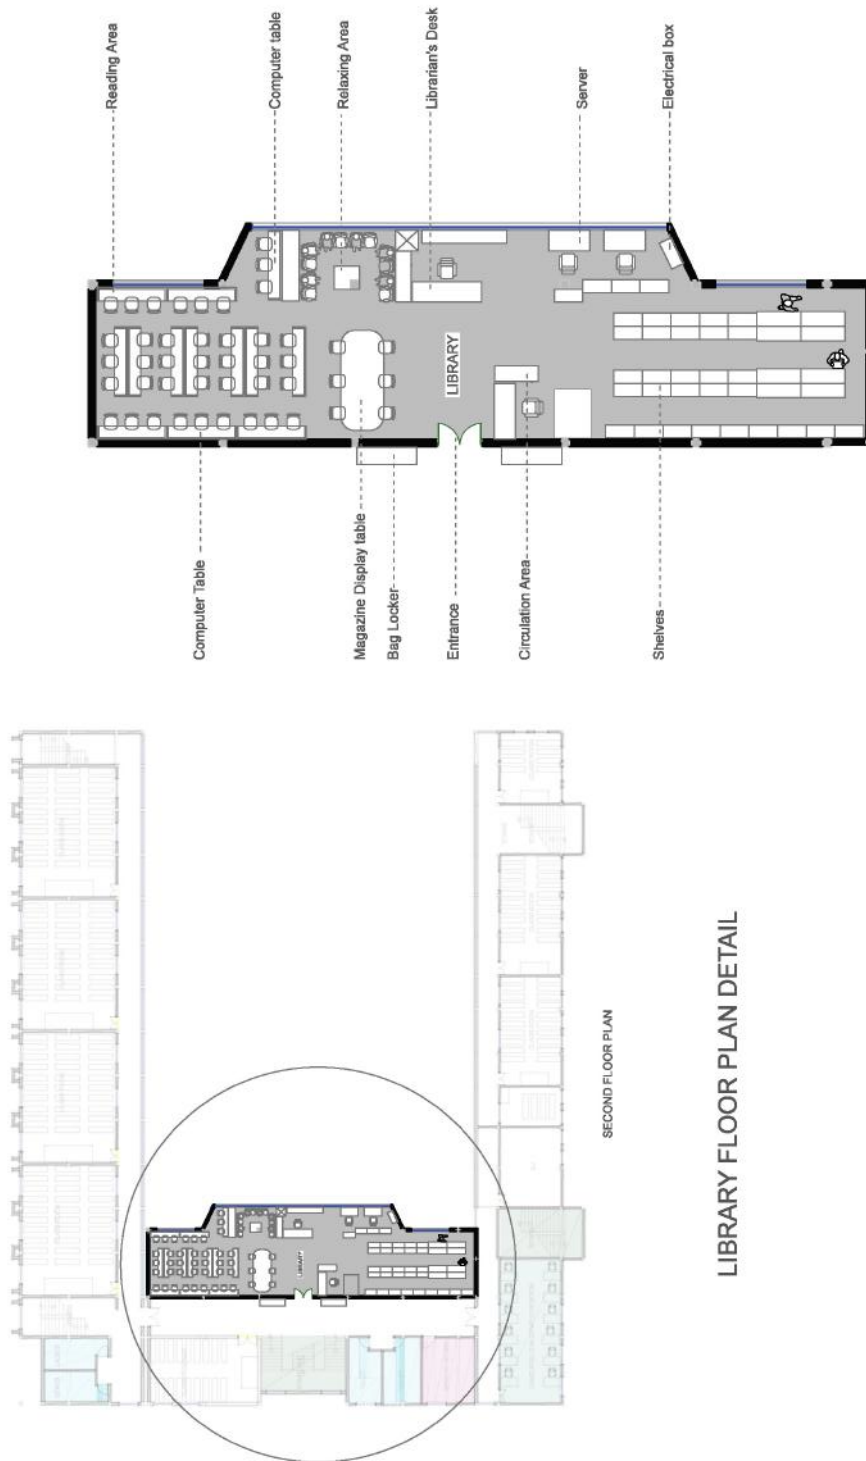 Reading Area
Computer table
Relaxing Area
Librarian's Desk
Server
Electrical box
LIBRARY
Computer Table
Magazine Display table
Bag Locker
Entrance
Circulation Area
Shelves
LIBRARY
SECOND FLOOR PLAN
LIBRARY FLOOR PLAN DETAIL